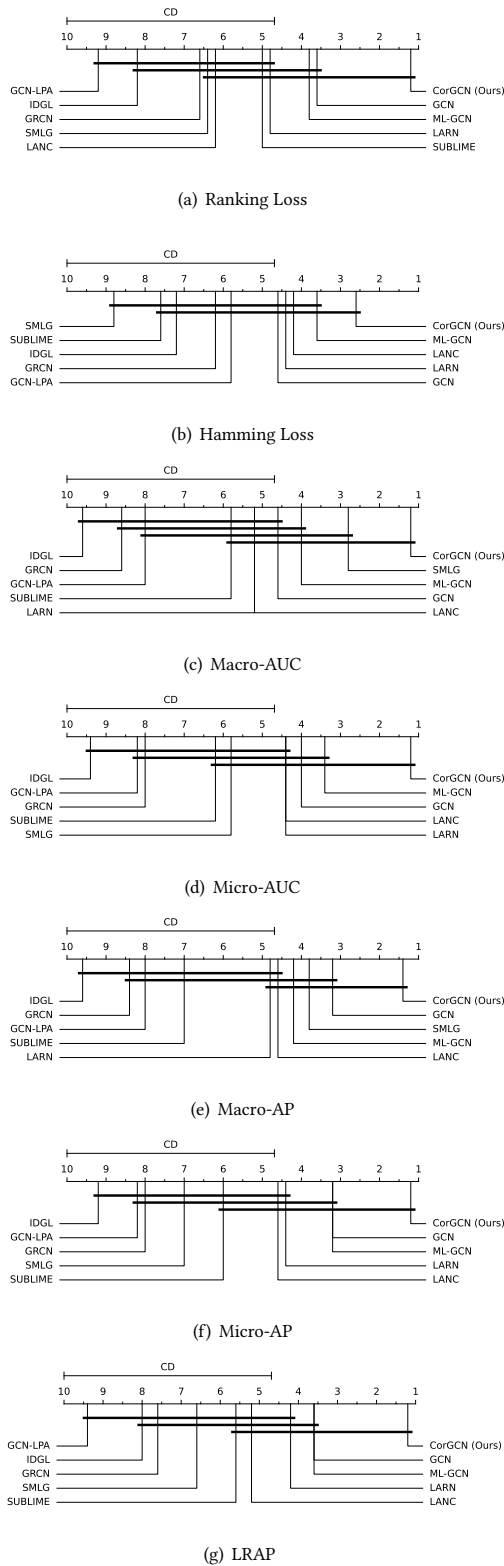 CD
10 9 8 7 6 5 4 3 2 1
GCN-LPA CorGCN (Ours)
IDGL GCN
GRCN ML-GCN
SMLG LARN
LANC SUBLIME
(a) Ranking Loss
CD
10 9 8 7 6 5 4 3 2 1
SMLG CorGCN (Ours)
SUBLIME ML-GCN
IDGL LANC
GRCN LARN
GCN-LPA GCN
(b) Hamming Loss
CD
10 9 8 7 6 5 4 3 2 1
IDGL CorGCN (Ours)
GRCN SMLG
GCN-LPA ML-GCN
SUBLIME GCN
LARN LANC
(c) Macro-AUC
CD
10 9 8 7 6 5 4 3 2 1
IDGL CorGCN (Ours)
GCN-LPA ML-GCN
GRCN GCN
SUBLIME LANC
SMLG LARN
(d) Micro-AUC
CD
10 9 8 7 6 5 4 3 2 1
IDGL CorGCN (Ours)
GRCN GCN
GCN-LPA SMLG
SUBLIME ML-GCN
LARN LANC
(e) Macro-AP
CD
10 9 8 7 6 5 4 3 2 1
IDGL CorGCN (Ours)
GCN-LPA GCN
GRCN ML-GCN
SMLG LARN
SUBLIME LANC
(f) Micro-AP
CD
10 9 8 7 6 5 4 3 2 1
GCN-LPA CorGCN (Ours)
IDGL GCN
GRCN ML-GCN
SMLG LARN
SUBLIME LANC
(g) LRAP